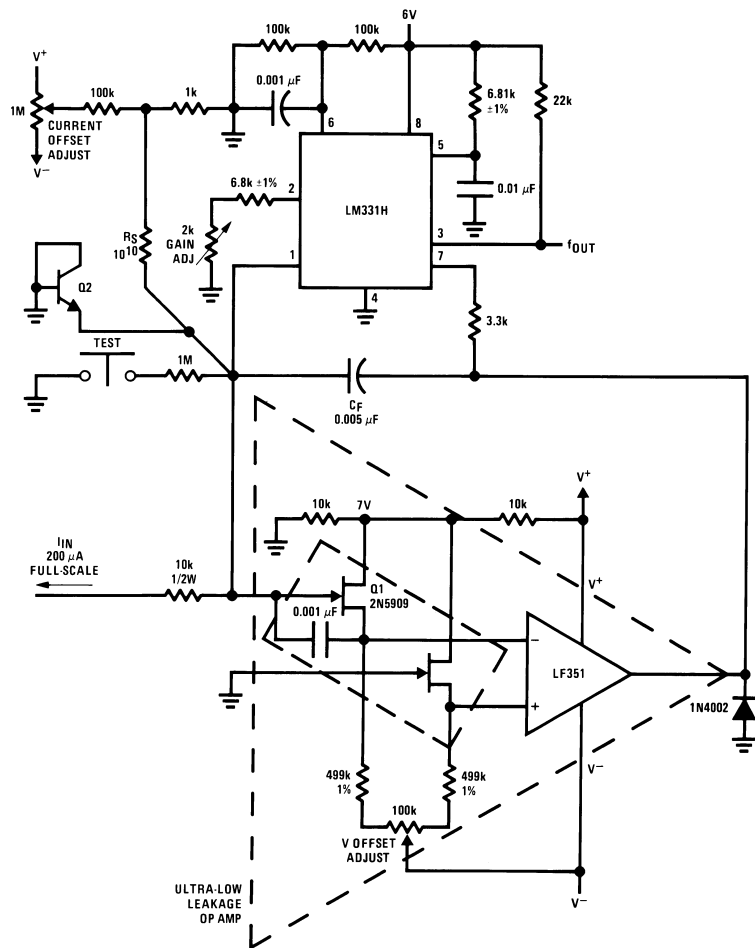 100k
100k
6V
V+
1M
100k
1k
0.001 µF
6.81k
±1%
22k
CURRENT
OFFSET
ADJUST
V−
6
8
5
6.8k ±1%
2
LM331H
0.01 µF
RS
10^10
2k
GAIN
ADJ
3
fOUT
1
7
4
Q2
3.3k
TEST
1M
CF
0.005 µF
V+
10k
7V
10k
IIN
200 µA
FULL-SCALE
10k
1/2W
Q1
2N5909
V+
0.001 µF
−
LF351
+
1N4002
V−
499k
1%
499k
1%
100k
V OFFSET
ADJUST
ULTRA-LOW
LEAKAGE
OP AMP
V−